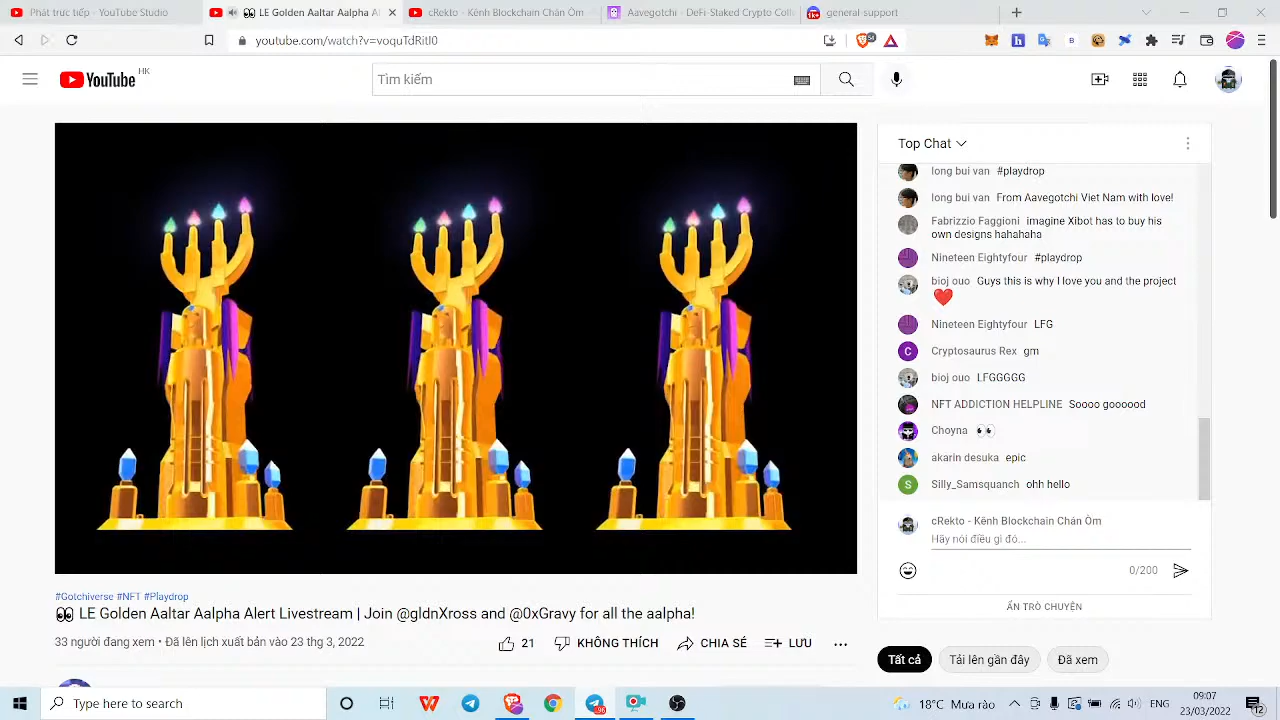 Phát trực tiếp - YouTube Studio
LE Golden Aaltar Aalpha Al
cRekto - Kênh Blockchain Chán Òm
Aavegotchi - DeFi-Staked Crypto Coll
general-support
youtube.com/watch?v=voquTdRitl0
YouTube HK
Tìm kiếm
Top Chat
long bui van #playdrop
long bui van From Aavegotchi Viet Nam with love!
Fabrizzio Faggioni imagine Xibot has to buy his
own designs hahahaha
Nineteen Eightyfour #playdrop
bioj ouo Guys this is why I love you and the project
❤️
Nineteen Eightyfour LFG
C Cryptosaurus Rex gm
bioj ouo LFGGGGG
NFT ADDICTION HELPLINE Soooo goooood
Choyna 👀
akarin desuka epic
S Silly_Samsquanch ohh hello
cRekto - Kênh Blockchain Chán Òm
Hãy nói điều gì đó...
0/200
ẨN TRÒ CHUYỆN
#Gotchiverse #NFT #Playdrop
👀 LE Golden Aaltar Aalpha Alert Livestream | Join @gldnXross and @0xGravy for all the aalpha!
33 người đang xem • Đã lên lịch xuất bản vào 23 thg 3, 2022
21
KHÔNG THÍCH
CHIA SẺ
LƯU
Tất cả
Tải lên gần đây
Đã xem
Type here to search
18°C Mưa rào
ENG
09:07
23/03/2022